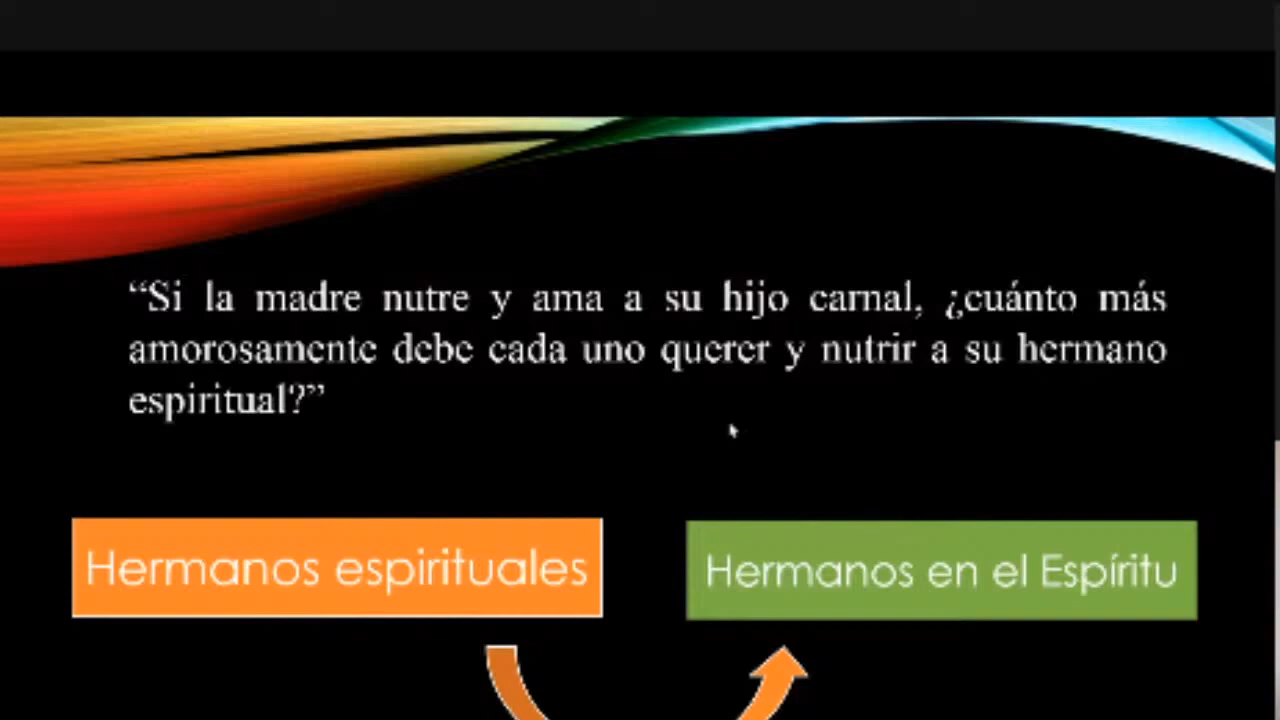 “Si la madre nutre y ama a su hijo carnal, ¿cuánto más
amorosamente debe cada uno querer y nutrir a su hermano
espiritual?”
Hermanos espirituales
Hermanos en el Espíritu